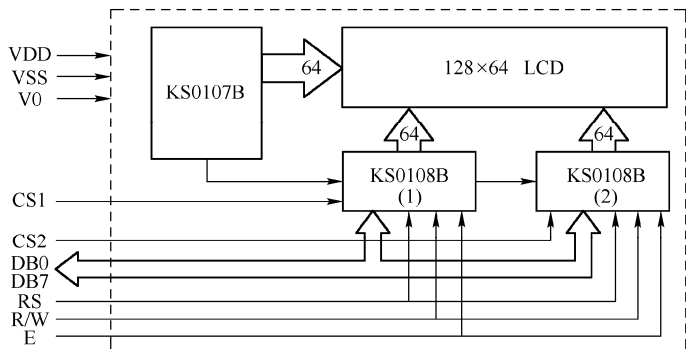 VDD
VSS
V0
KS0107B
64
128×64 LCD
64
64
KS0108B
(1)
KS0108B
(2)
CS1
CS2
DB0
DB7
RS
R/W
E